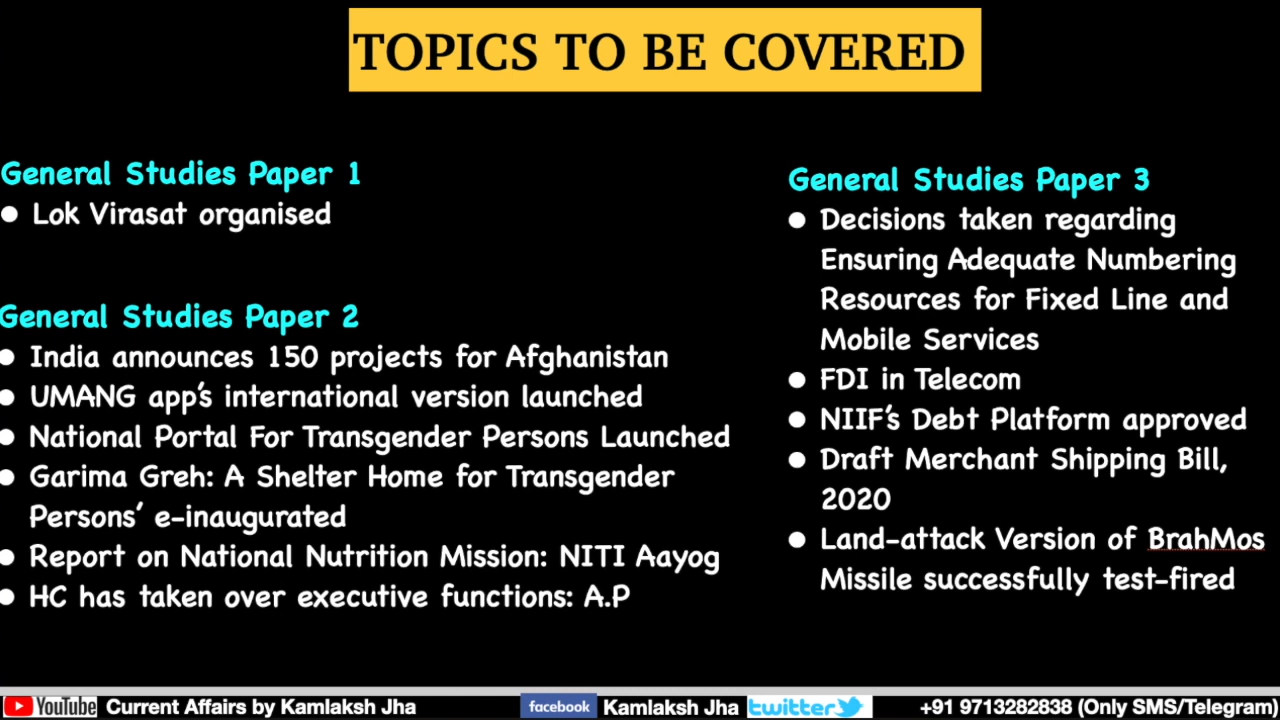 TOPICS TO BE COVERED
General Studies Paper 1
● Lok Virasat organised
General Studies Paper 2
● India announces 150 projects for Afghanistan
● UMANG app's international version launched
● National Portal For Transgender Persons Launched
● Garima Greh: A Shelter Home for Transgender
Persons' e-inaugurated
● Report on National Nutrition Mission: NITI Aayog
● HC has taken over executive functions: A.P
General Studies Paper 3
● Decisions taken regarding
Ensuring Adequate Numbering
Resources for Fixed Line and
Mobile Services
● FDI in Telecom
● NIIF's Debt Platform approved
● Draft Merchant Shipping Bill,
2020
● Land-attack Version of BrahMos
Missile successfully test-fired
YouTube Current Affairs by Kamlaksh Jha facebook Kamlaksh Jha twitter +91 9713282838 (Only SMS/Telegram)